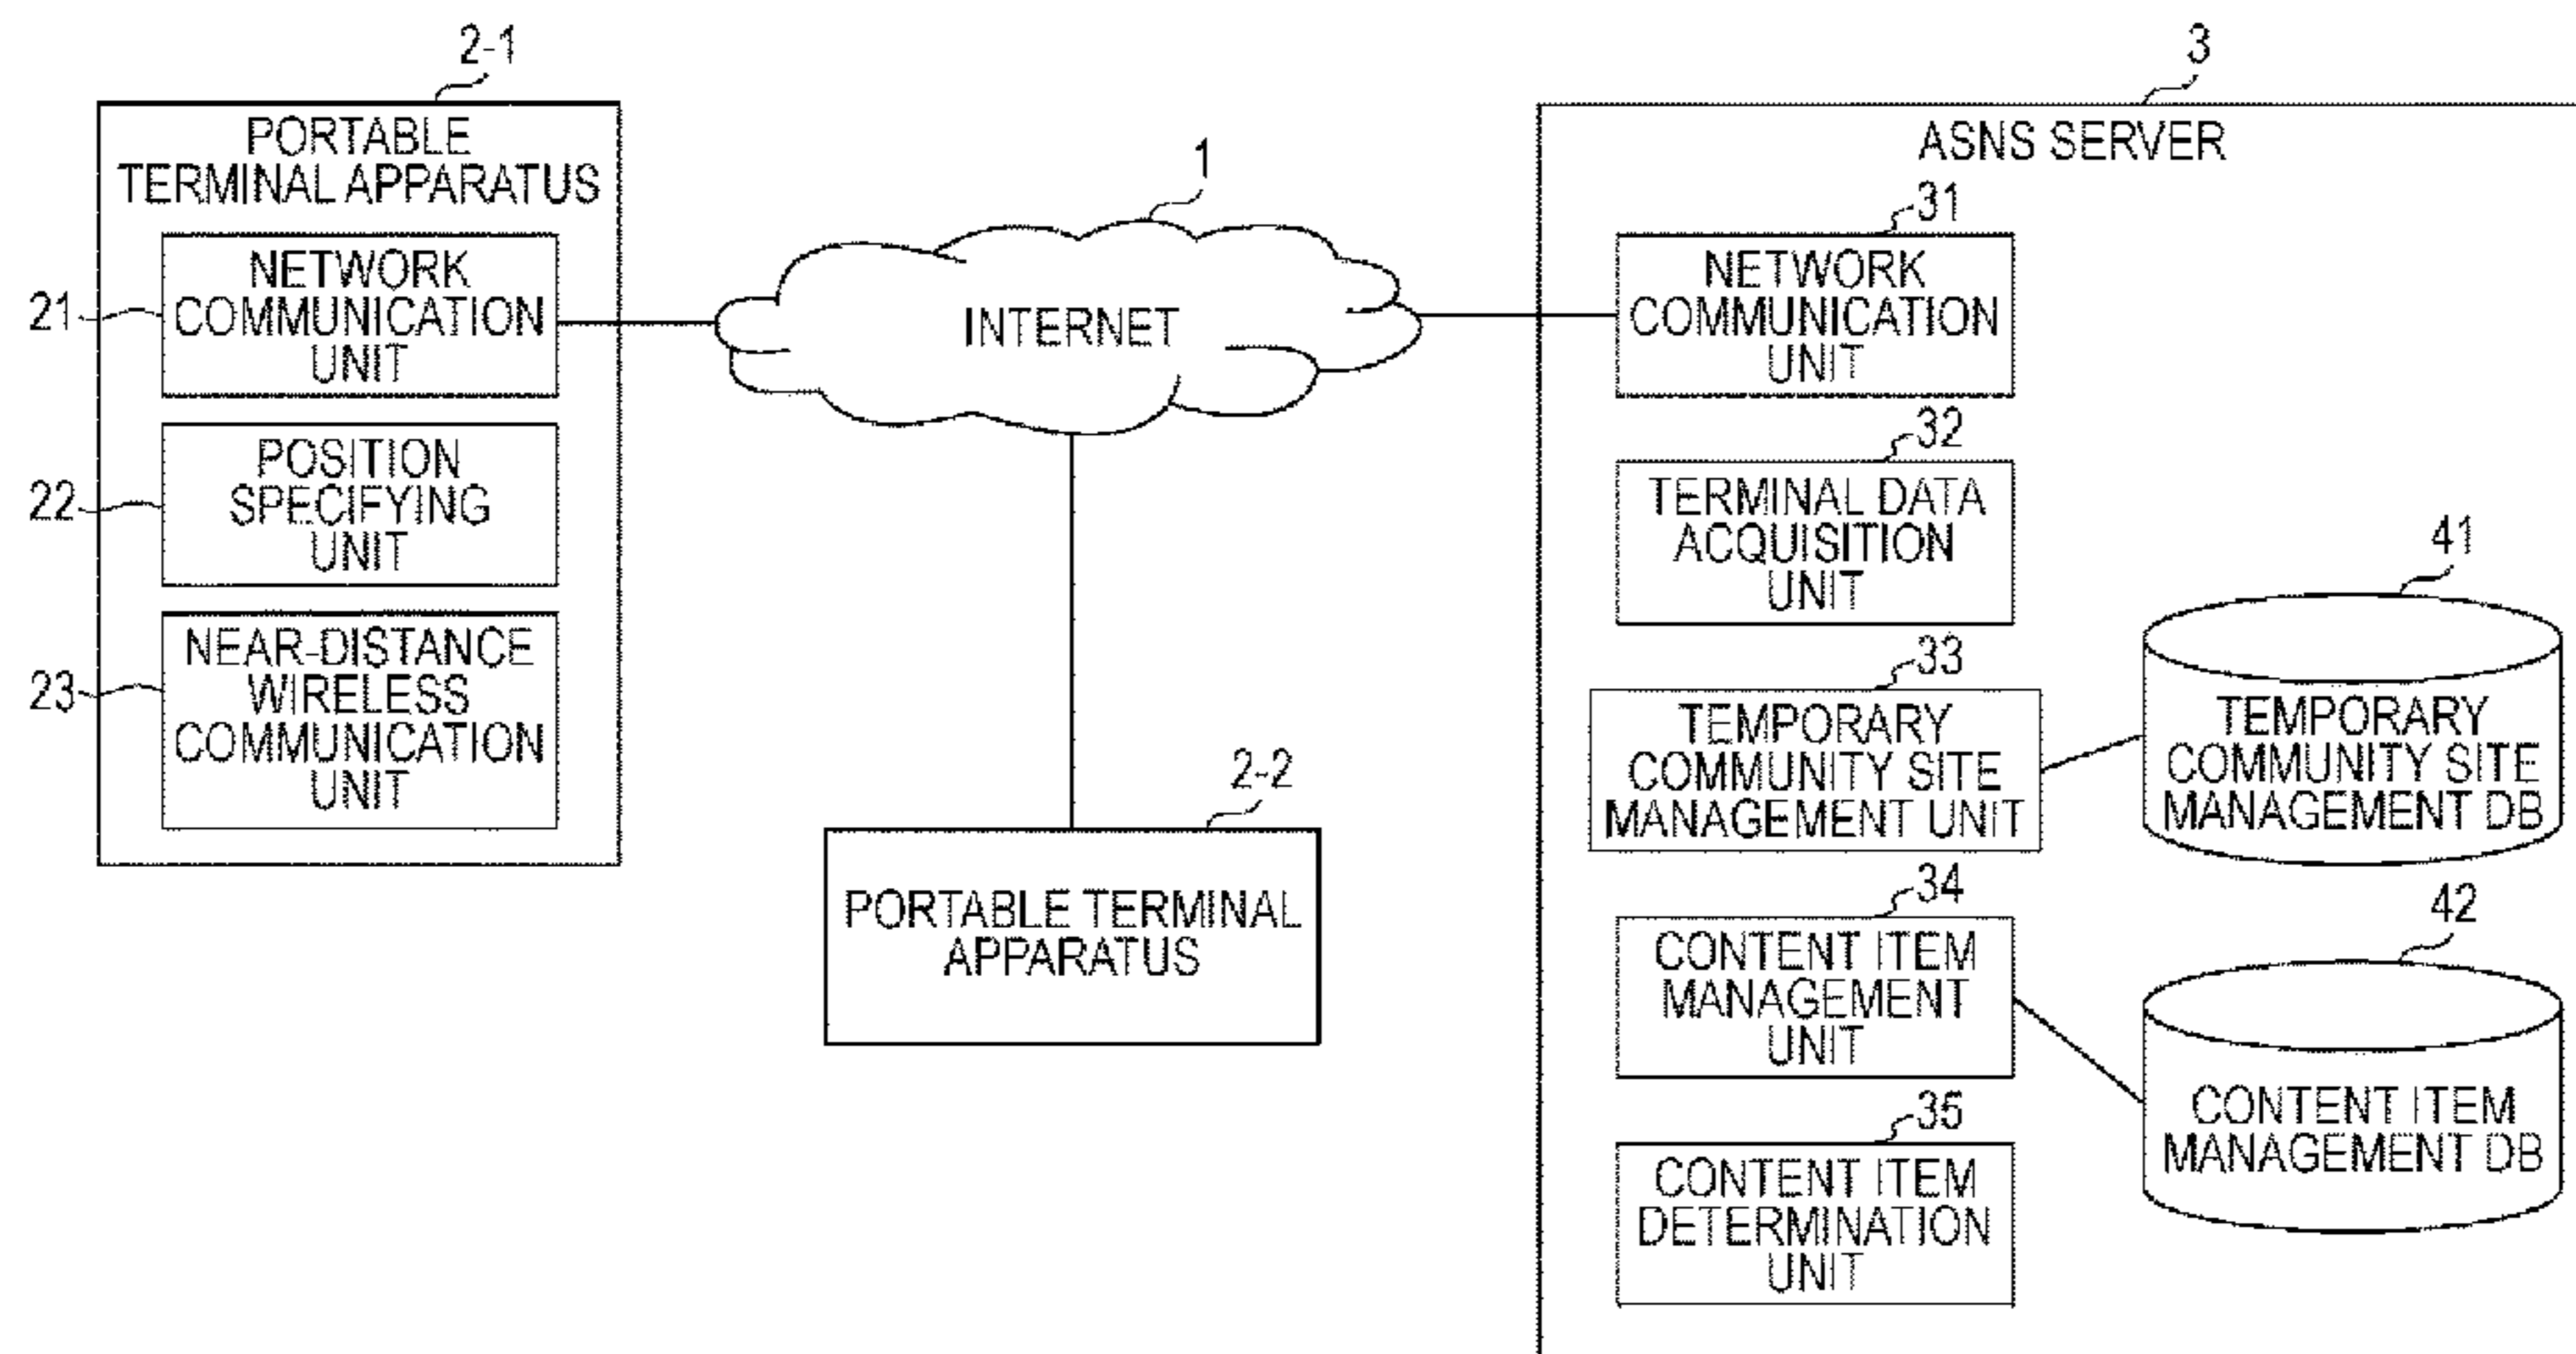 2-1
PORTABLE
TERMINAL APPARATUS
21
NETWORK
COMMUNICATION
UNIT
22
POSITION
SPECIFYING
UNIT
23
NEAR-DISTANCE
WIRELESS
COMMUNICATION
UNIT
1
INTERNET
2-2
PORTABLE TERMINAL
APPARATUS
3
ASNS SERVER
31
NETWORK
COMMUNICATION
UNIT
32
TERMINAL DATA
ACQUISITION
UNIT
33
TEMPORARY
COMMUNITY SITE
MANAGEMENT UNIT
41
TEMPORARY
COMMUNITY SITE
MANAGEMENT DB
34
CONTENT ITEM
MANAGEMENT
UNIT
42
CONTENT ITEM
MANAGEMENT DB
35
CONTENT ITEM
DETERMINATION
UNIT